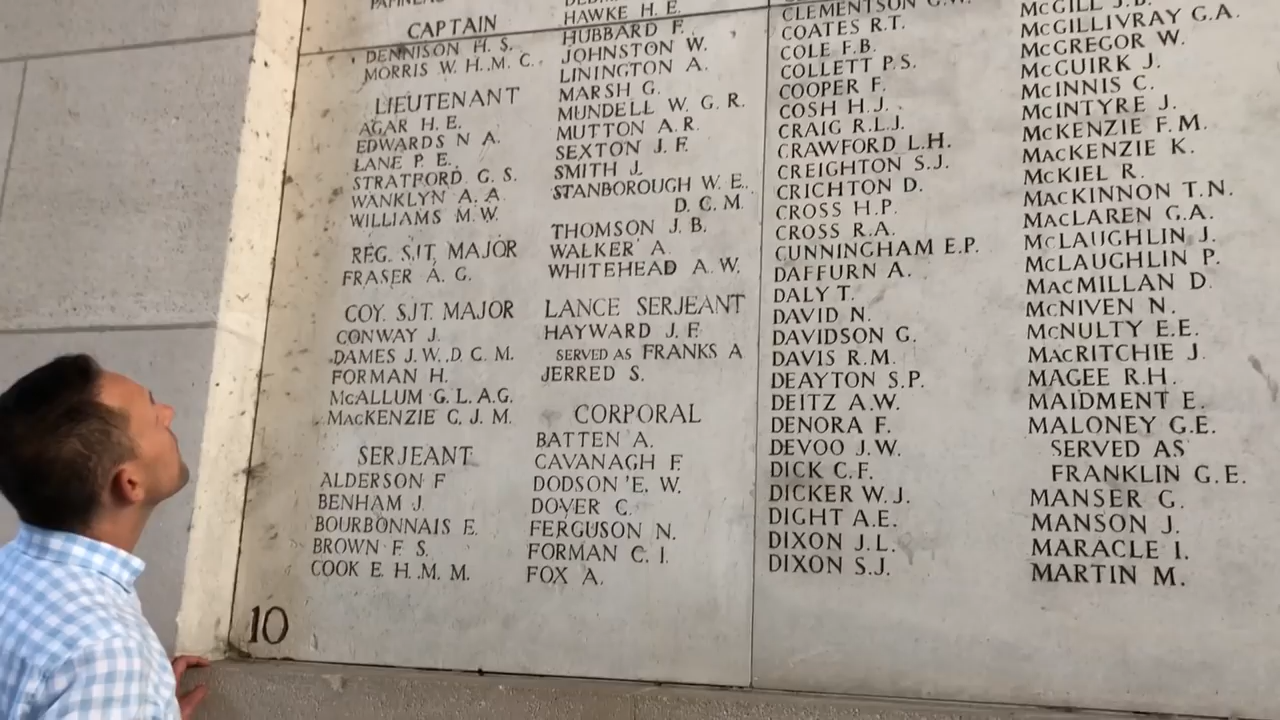 CAPTAIN
DENNISON H. S.
MORRIS W. H. M. C.
LIEUTENANT
AGAR H. E.
EDWARDS N A.
LANE P. E.
STRATFORD G. S.
WANKLYN A. A.
WILLIAMS M. W.
REG. SJT. MAJOR
FRASER A. G.
COY. SJT. MAJOR
CONWAY J.
DAMES J. W. D. C. M.
FORMAN H.
McALLUM G. L. A. G.
MacKENZIE G. J. M.
SERJEANT
ALDERSON F
BENHAM J.
BOURBONNAIS E.
BROWN F. S.
COOK E. H. M. M.
10
HAWKE H. E.
HUBBARD F.
JOHNSTON W.
LININGTON A.
MARSH G.
MUNDELL W. G. R.
MUTTON A. R.
SEXTON J. F.
SMITH J.
STANBOROUGH W. E.
D. C. M.
THOMSON J. B.
WALKER A.
WHITEHEAD A. W.
LANCE SERJEANT
HAYWARD J. F.
SERVED AS FRANKS A
JERRED S.
CORPORAL
BATTEN A.
CAVANAGH F.
DODSON E. W.
DOVER C.
FERGUSON N.
FORMAN C. I.
FOX A.
CLEMENTSON G.W.
COATES R.T.
COLE F.B.
COLLETT P.S.
COOPER F.
COSH H.J.
CRAIG R.L.J.
CRAWFORD L.H.
CREIGHTON S.J.
CRICHTON D.
CROSS H.P.
CROSS R.A.
CUNNINGHAM E.P.
DAFFURN A.
DALY T.
DAVID N.
DAVIDSON G.
DAVIS R.M.
DEAYTON S.P.
DEITZ A.W.
DENORA F.
DEVOO J.W.
DICK C.F.
DICKER W.J.
DIGHT A.E.
DIXON J.L.
DIXON S.J.
McGILL J.B.
McGILLIVRAY G.A.
McGREGOR W.
McGUIRK J.
McINNIS C.
McINTYRE J.
McKENZIE F.M.
MacKENZIE K.
McKIEL R.
MacKINNON T.N.
MacLAREN G.A.
McLAUGHLIN J.
McLAUGHLIN P.
MacMILLAN D.
McNIVEN N.
McNULTY E.E.
MacRITCHIE J.
MAGEE R.H.
MAIDMENT E.
MALONEY G.E.
SERVED AS
FRANKLIN G.E.
MANSER G.
MANSON J.
MARACLE I.
MARTIN M.